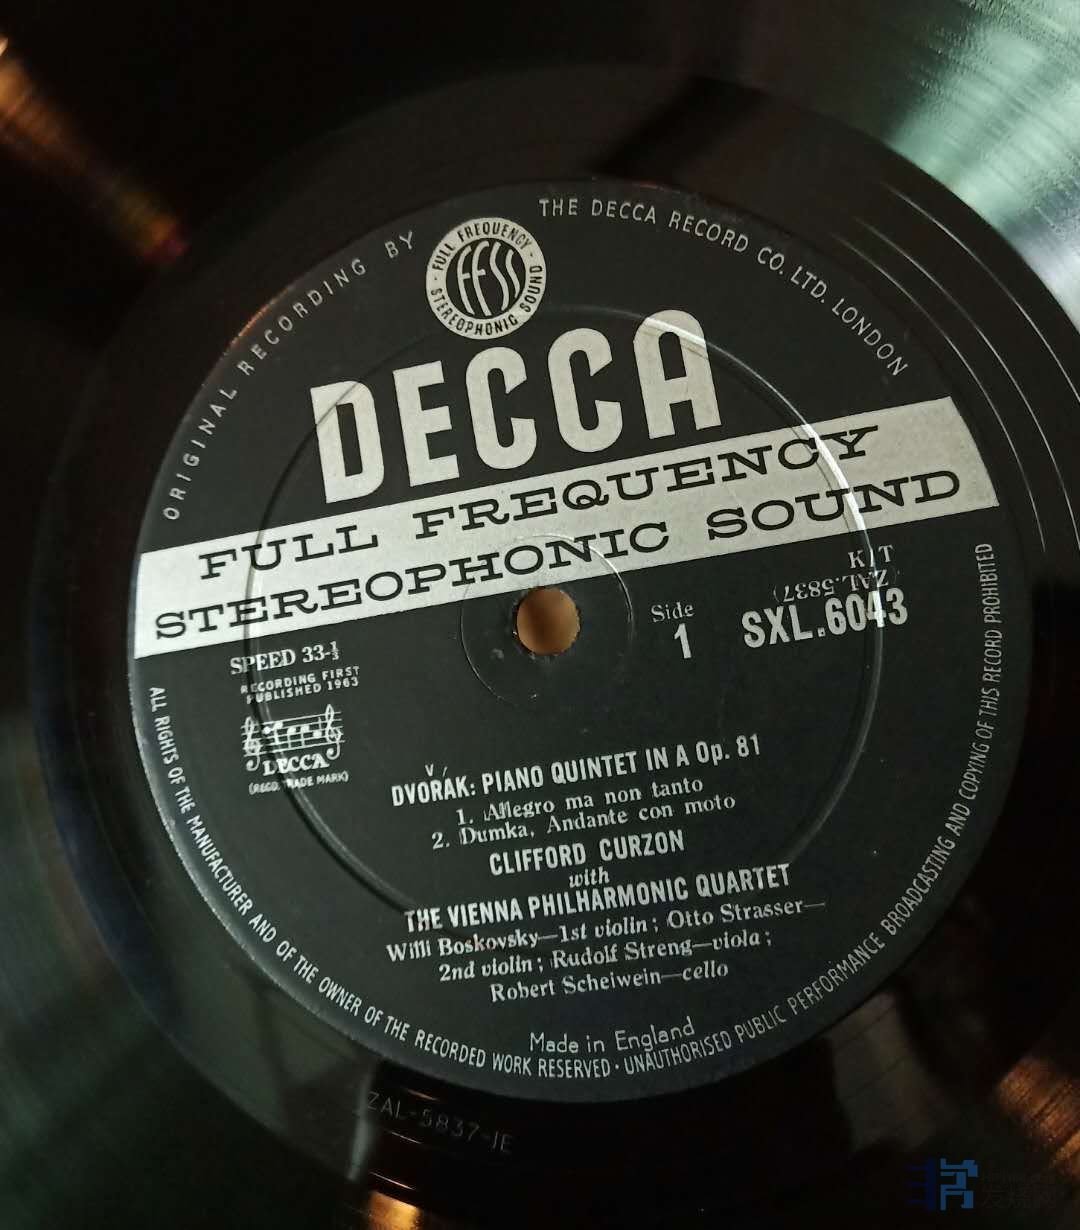 ORIGINAL RECORDING BY
FULL FREQUENCY STEREOPHONIC SOUND
FFSS
THE DECCA RECORD CO. LTD. LONDON
DECCA
FULL FREQUENCY
STEREOPHONIC SOUND
K/T
(ZAL.5837)
SXL.6043
Side
1
SPEED 33-⅓
RECORDING FIRST
PUBLISHED 1963
DECCA
(REGD. TRADE MARK)
DVOŘÁK: PIANO QUINTET IN A Op. 81
1. Allegro ma non tanto
2. Dumka, Andante con moto
CLIFFORD CURZON
with
THE VIENNA PHILHARMONIC QUARTET
Willi Boskovsky—1st violin; Otto Strasser—
2nd violin; Rudolf Streng—viola;
Robert Scheiwein—cello
Made in England
ALL RIGHTS OF THE MANUFACTURER AND OF THE OWNER OF THE RECORDED WORK RESERVED · UNAUTHORISED PUBLIC PERFORMANCE BROADCASTING AND COPYING OF THIS RECORD PROHIBITED
ZAL-5837-1E